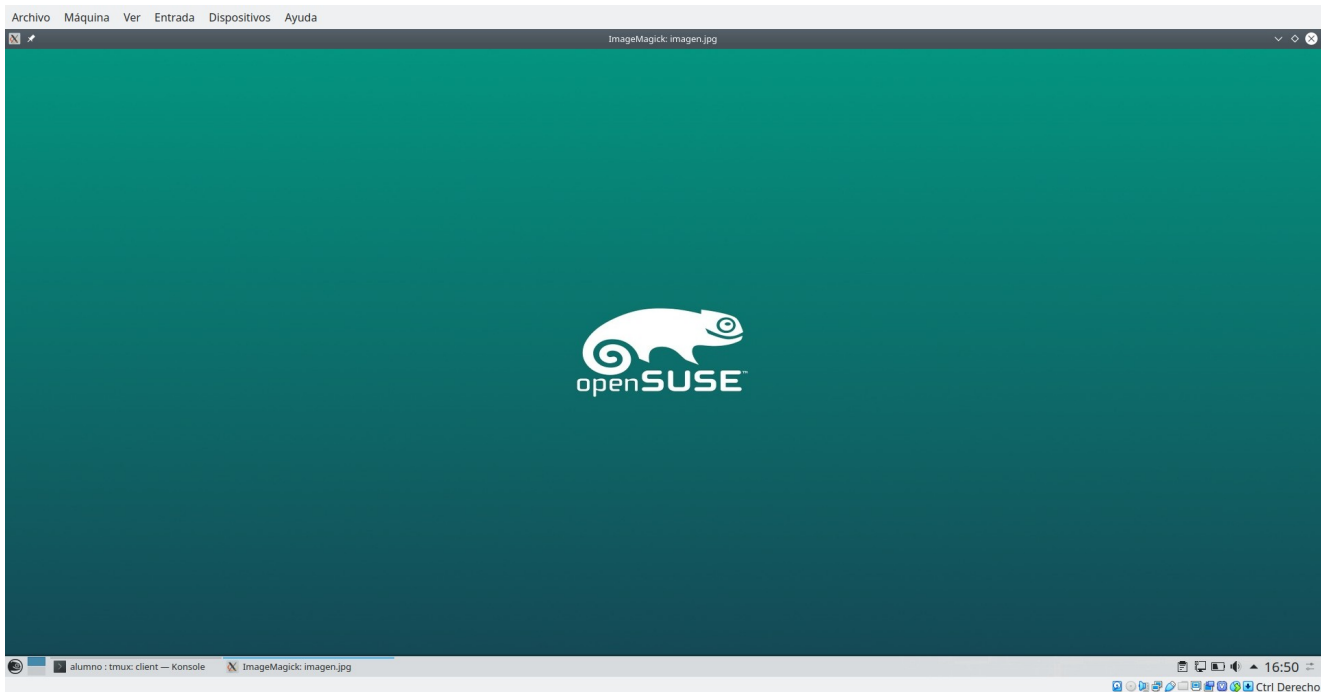 Archivo Máquina Ver Entrada Dispositivos Ayuda
ImageMagick: imagen.jpg
openSUSE™
alumno : tmux: client — Konsole ImageMagick: imagen.jpg 16:50
Ctrl Derecho